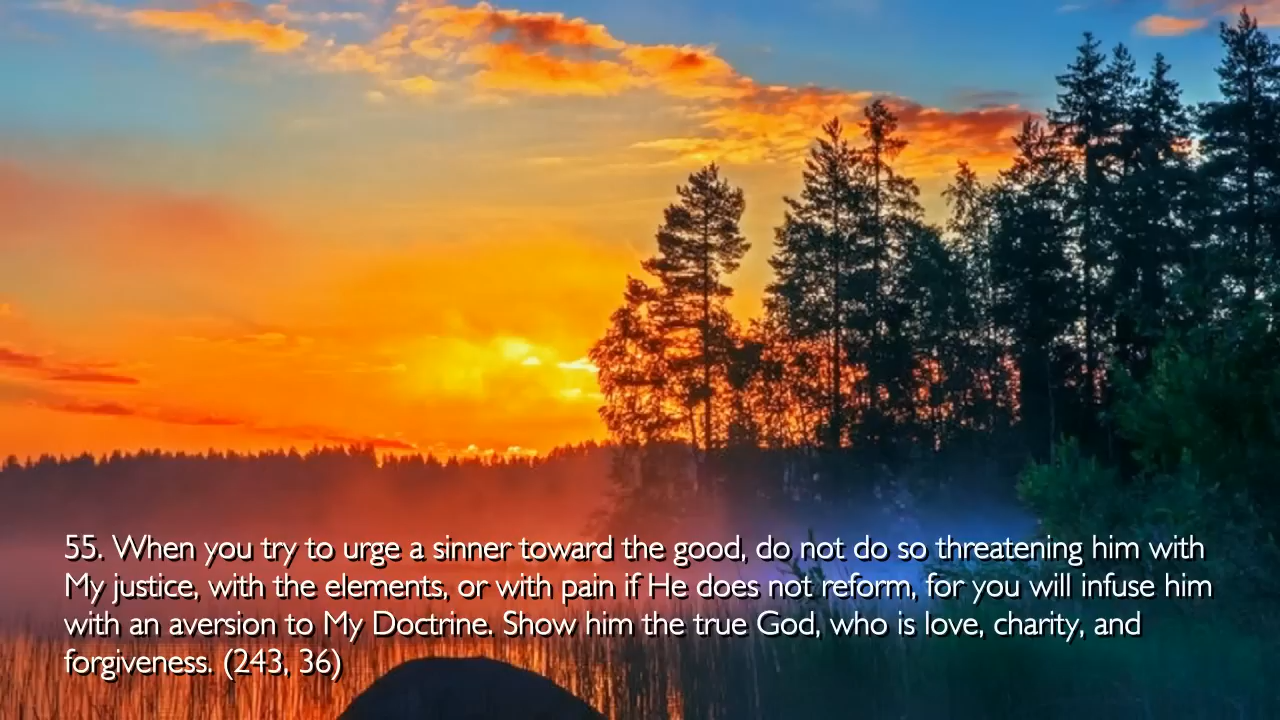 55. When you try to urge a sinner toward the good, do not do so threatening him with
My justice, with the elements, or with pain if He does not reform, for you will infuse him
with an aversion to My Doctrine. Show him the true God, who is love, charity, and
forgiveness. (243, 36)